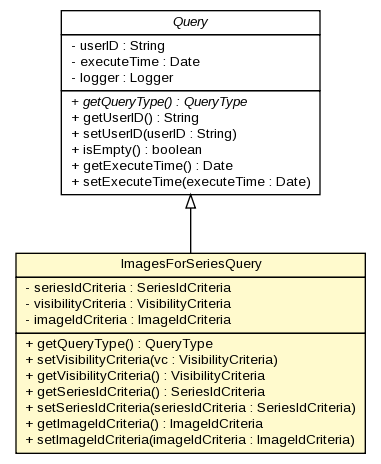 Query
- userID : String
- executeTime : Date
- logger : Logger
+ getQueryType() : QueryType
+ getUserID() : String
+ setUserID(userID : String)
+ isEmpty() : boolean
+ getExecuteTime() : Date
+ setExecuteTime(executeTime : Date)
ImagesForSeriesQuery
- seriesIdCriteria : SeriesIdCriteria
- visibilityCriteria : VisibilityCriteria
- imageIdCriteria : ImageIdCriteria
+ getQueryType() : QueryType
+ setVisibilityCriteria(vc : VisibilityCriteria)
+ getVisibilityCriteria() : VisibilityCriteria
+ getSeriesIdCriteria() : SeriesIdCriteria
+ setSeriesIdCriteria(seriesIdCriteria : SeriesIdCriteria)
+ getImageIdCriteria() : ImageIdCriteria
+ setImageIdCriteria(imageIdCriteria : ImageIdCriteria)